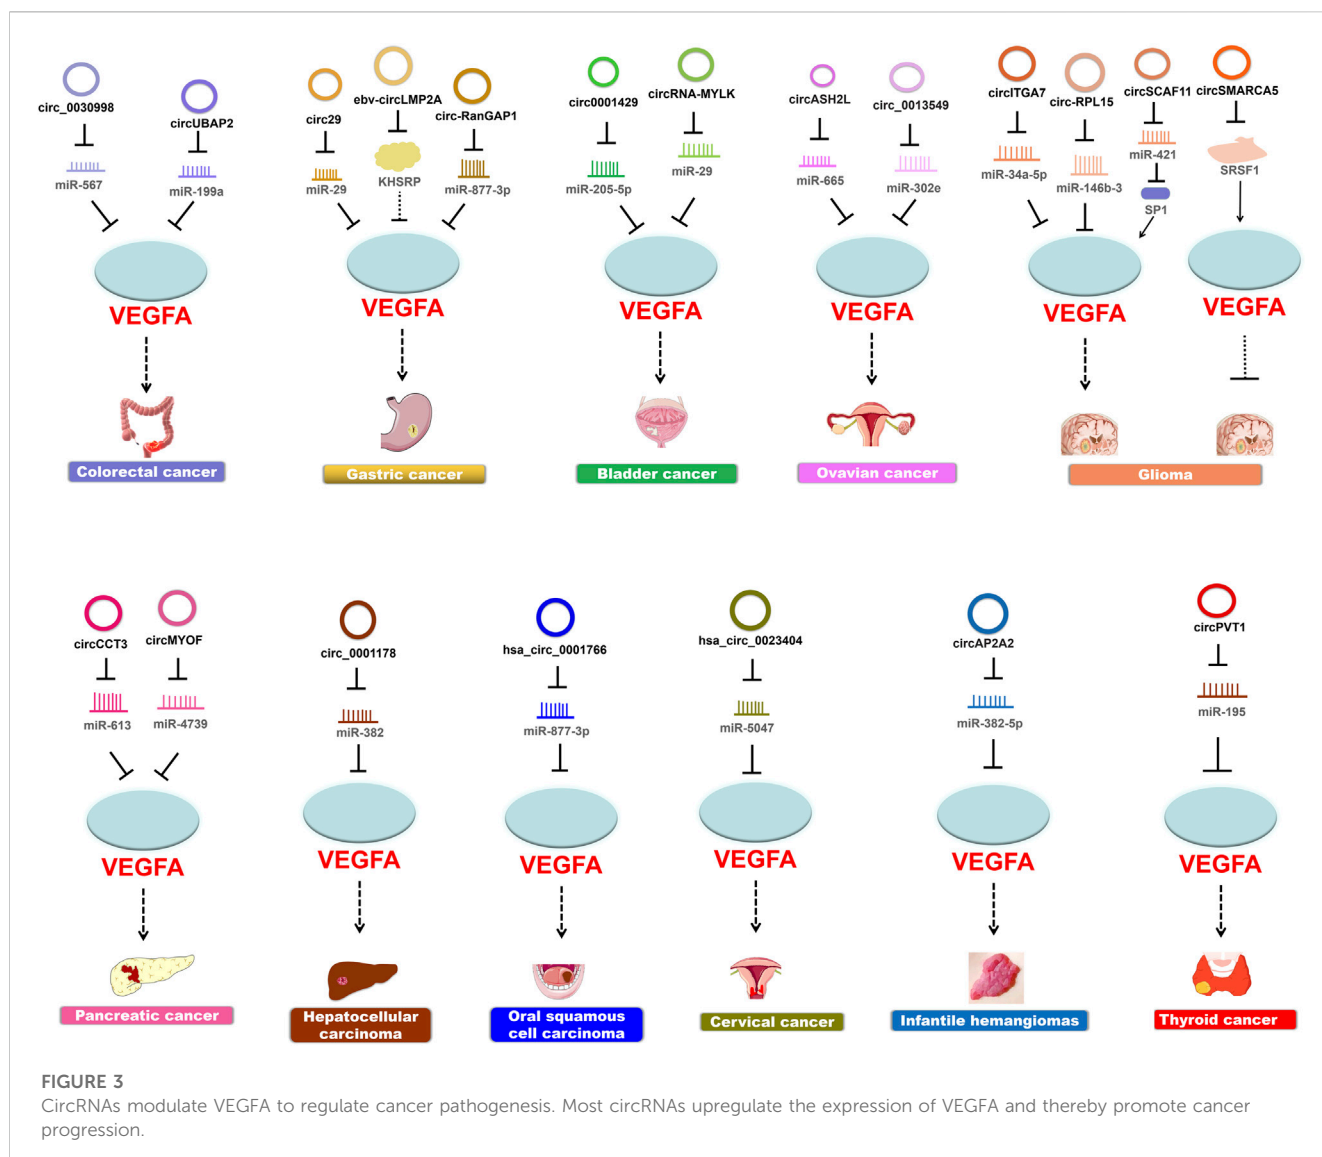 circ_0030998
circUBAP2
miR-567
miR-199a
VEGFA
Colorectal cancer
circ29
ebv-circLMP2A
circ-RanGAP1
miR-29
KHSRP
miR-877-3p
VEGFA
Gastric cancer
circ0001429
circRNA-MYLK
miR-205-5p
miR-29
VEGFA
Bladder cancer
circASH2L
circ_0013549
miR-665
miR-302e
VEGFA
Ovavian cancer
circITGA7
circ-RPL15
circSCAF11
circSMARCA5
miR-34a-5p
miR-146b-3
miR-421
SP1
SRSF1
VEGFA
VEGFA
Glioma
circCCT3
circMYOF
miR-613
miR-4739
VEGFA
Pancreatic cancer
circ_0001178
miR-382
VEGFA
Hepatocellular
carcinoma
hsa_circ_0001766
miR-877-3p
VEGFA
Oral squamous
cell carcinoma
hsa_circ_0023404
miR-5047
VEGFA
Cervical cancer
circAP2A2
miR-382-5p
VEGFA
Infantile hemangiomas
circPVT1
miR-195
VEGFA
Thyroid cancer
FIGURE 3
CircRNAs modulate VEGFA to regulate cancer pathogenesis. Most circRNAs upregulate the expression of VEGFA and thereby promote cancer
progression.